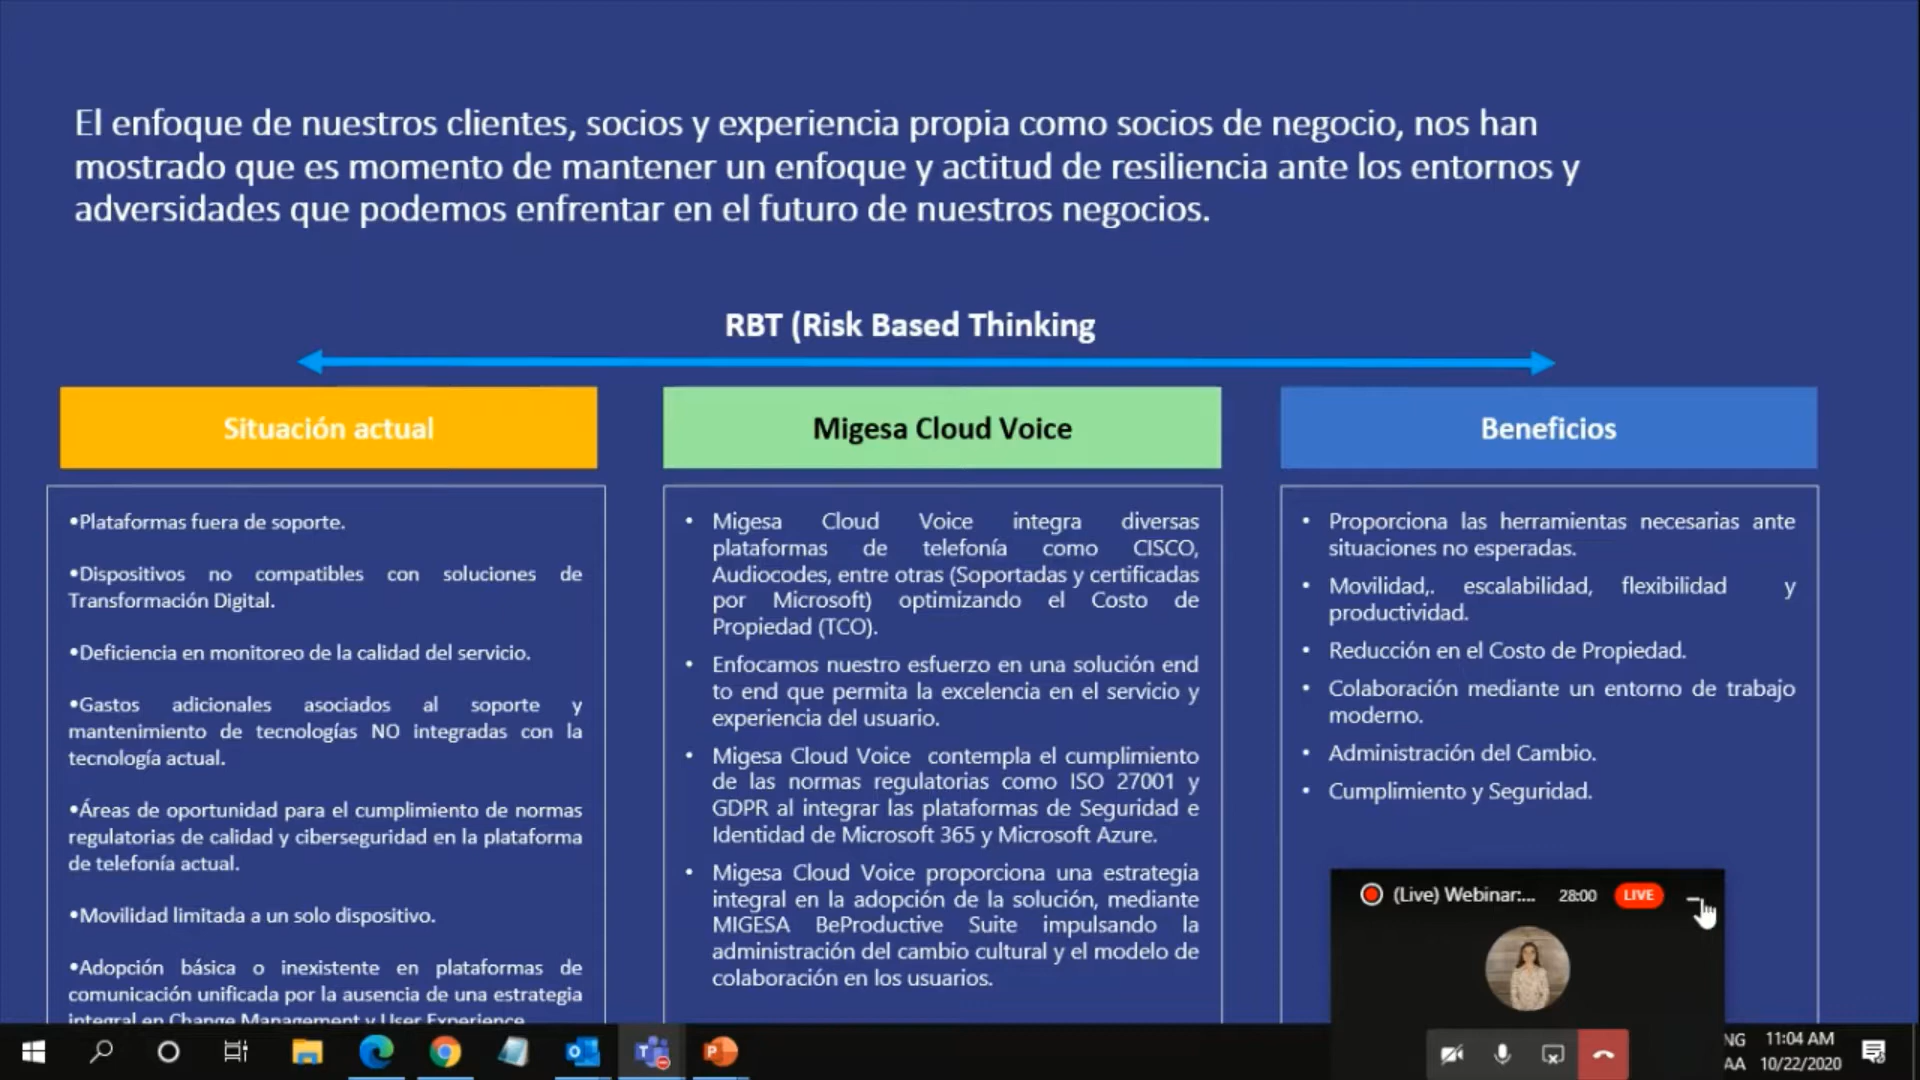 El enfoque de nuestros clientes, socios y experiencia propia como socios de negocio, nos han
mostrado que es momento de mantener un enfoque y actitud de resiliencia ante los entornos y
adversidades que podemos enfrentar en el futuro de nuestros negocios.
RBT (Risk Based Thinking
Situación actual
•Plataformas fuera de soporte.
•Dispositivos no compatibles con soluciones de
Transformación Digital.
•Deficiencia en monitoreo de la calidad del servicio.
•Gastos adicionales asociados al soporte y
mantenimiento de tecnologías NO integradas con la
tecnología actual.
•Áreas de oportunidad para el cumplimiento de normas
regulatorias de calidad y ciberseguridad en la plataforma
de telefonía actual.
•Movilidad limitada a un solo dispositivo.
•Adopción básica o inexistente en plataformas de
comunicación unificada por la ausencia de una estrategia
integral en Change Management y User Experience
Migesa Cloud Voice
• Migesa Cloud Voice integra diversas
plataformas de telefonía como CISCO,
Audiocodes, entre otras (Soportadas y certificadas
por Microsoft) optimizando el Costo de
Propiedad (TCO).
• Enfocamos nuestro esfuerzo en una solución end
to end que permita la excelencia en el servicio y
experiencia del usuario.
• Migesa Cloud Voice contempla el cumplimiento
de las normas regulatorias como ISO 27001 y
GDPR al integrar las plataformas de Seguridad e
Identidad de Microsoft 365 y Microsoft Azure.
• Migesa Cloud Voice proporciona una estrategia
integral en la adopción de la solución, mediante
MIGESA BeProductive Suite impulsando la
administración del cambio cultural y el modelo de
colaboración en los usuarios.
Beneficios
• Proporciona las herramientas necesarias ante
situaciones no esperadas.
• Movilidad,. escalabilidad, flexibilidad y
productividad.
• Reducción en el Costo de Propiedad.
• Colaboración mediante un entorno de trabajo
moderno.
• Administración del Cambio.
• Cumplimiento y Seguridad.
(Live) Webinar:... 28:00 LIVE
NG 11:04 AM
AA 10/22/2020